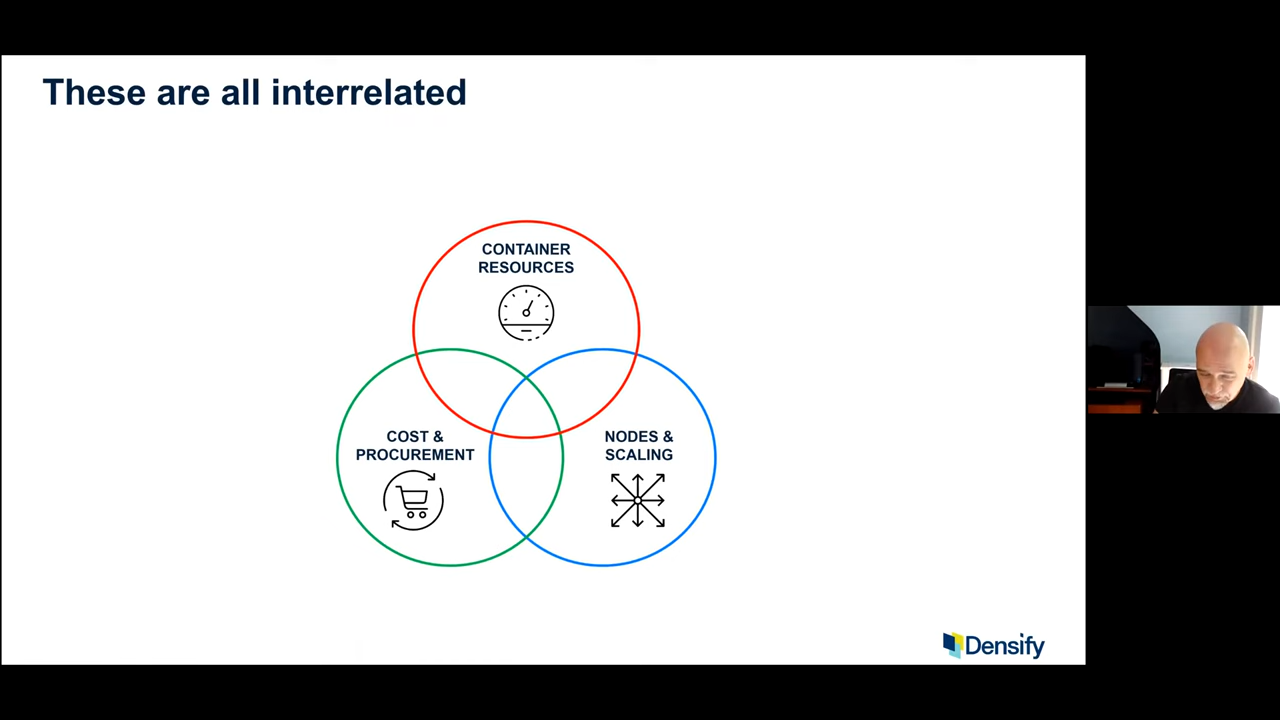 These are all interrelated
CONTAINER
RESOURCES
COST &
PROCUREMENT
NODES &
SCALING
Densify